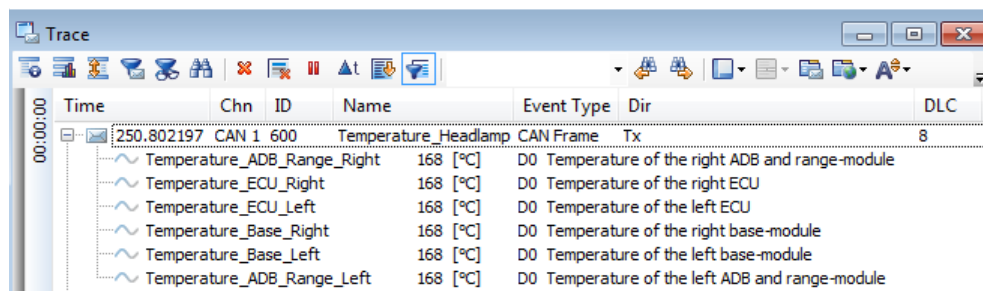 Trace
Time Chn ID Name Event Type Dir DLC
00:00:00
250.802197 CAN 1 600 Temperature_Headlamp CAN Frame Tx 8
Temperature_ADB_Range_Right 168 [°C] D0 Temperature of the right ADB and range-module
Temperature_ECU_Right 168 [°C] D0 Temperature of the right ECU
Temperature_ECU_Left 168 [°C] D0 Temperature of the left ECU
Temperature_Base_Right 168 [°C] D0 Temperature of the right base-module
Temperature_Base_Left 168 [°C] D0 Temperature of the left base-module
Temperature_ADB_Range_Left 168 [°C] D0 Temperature of the left ADB and range-module